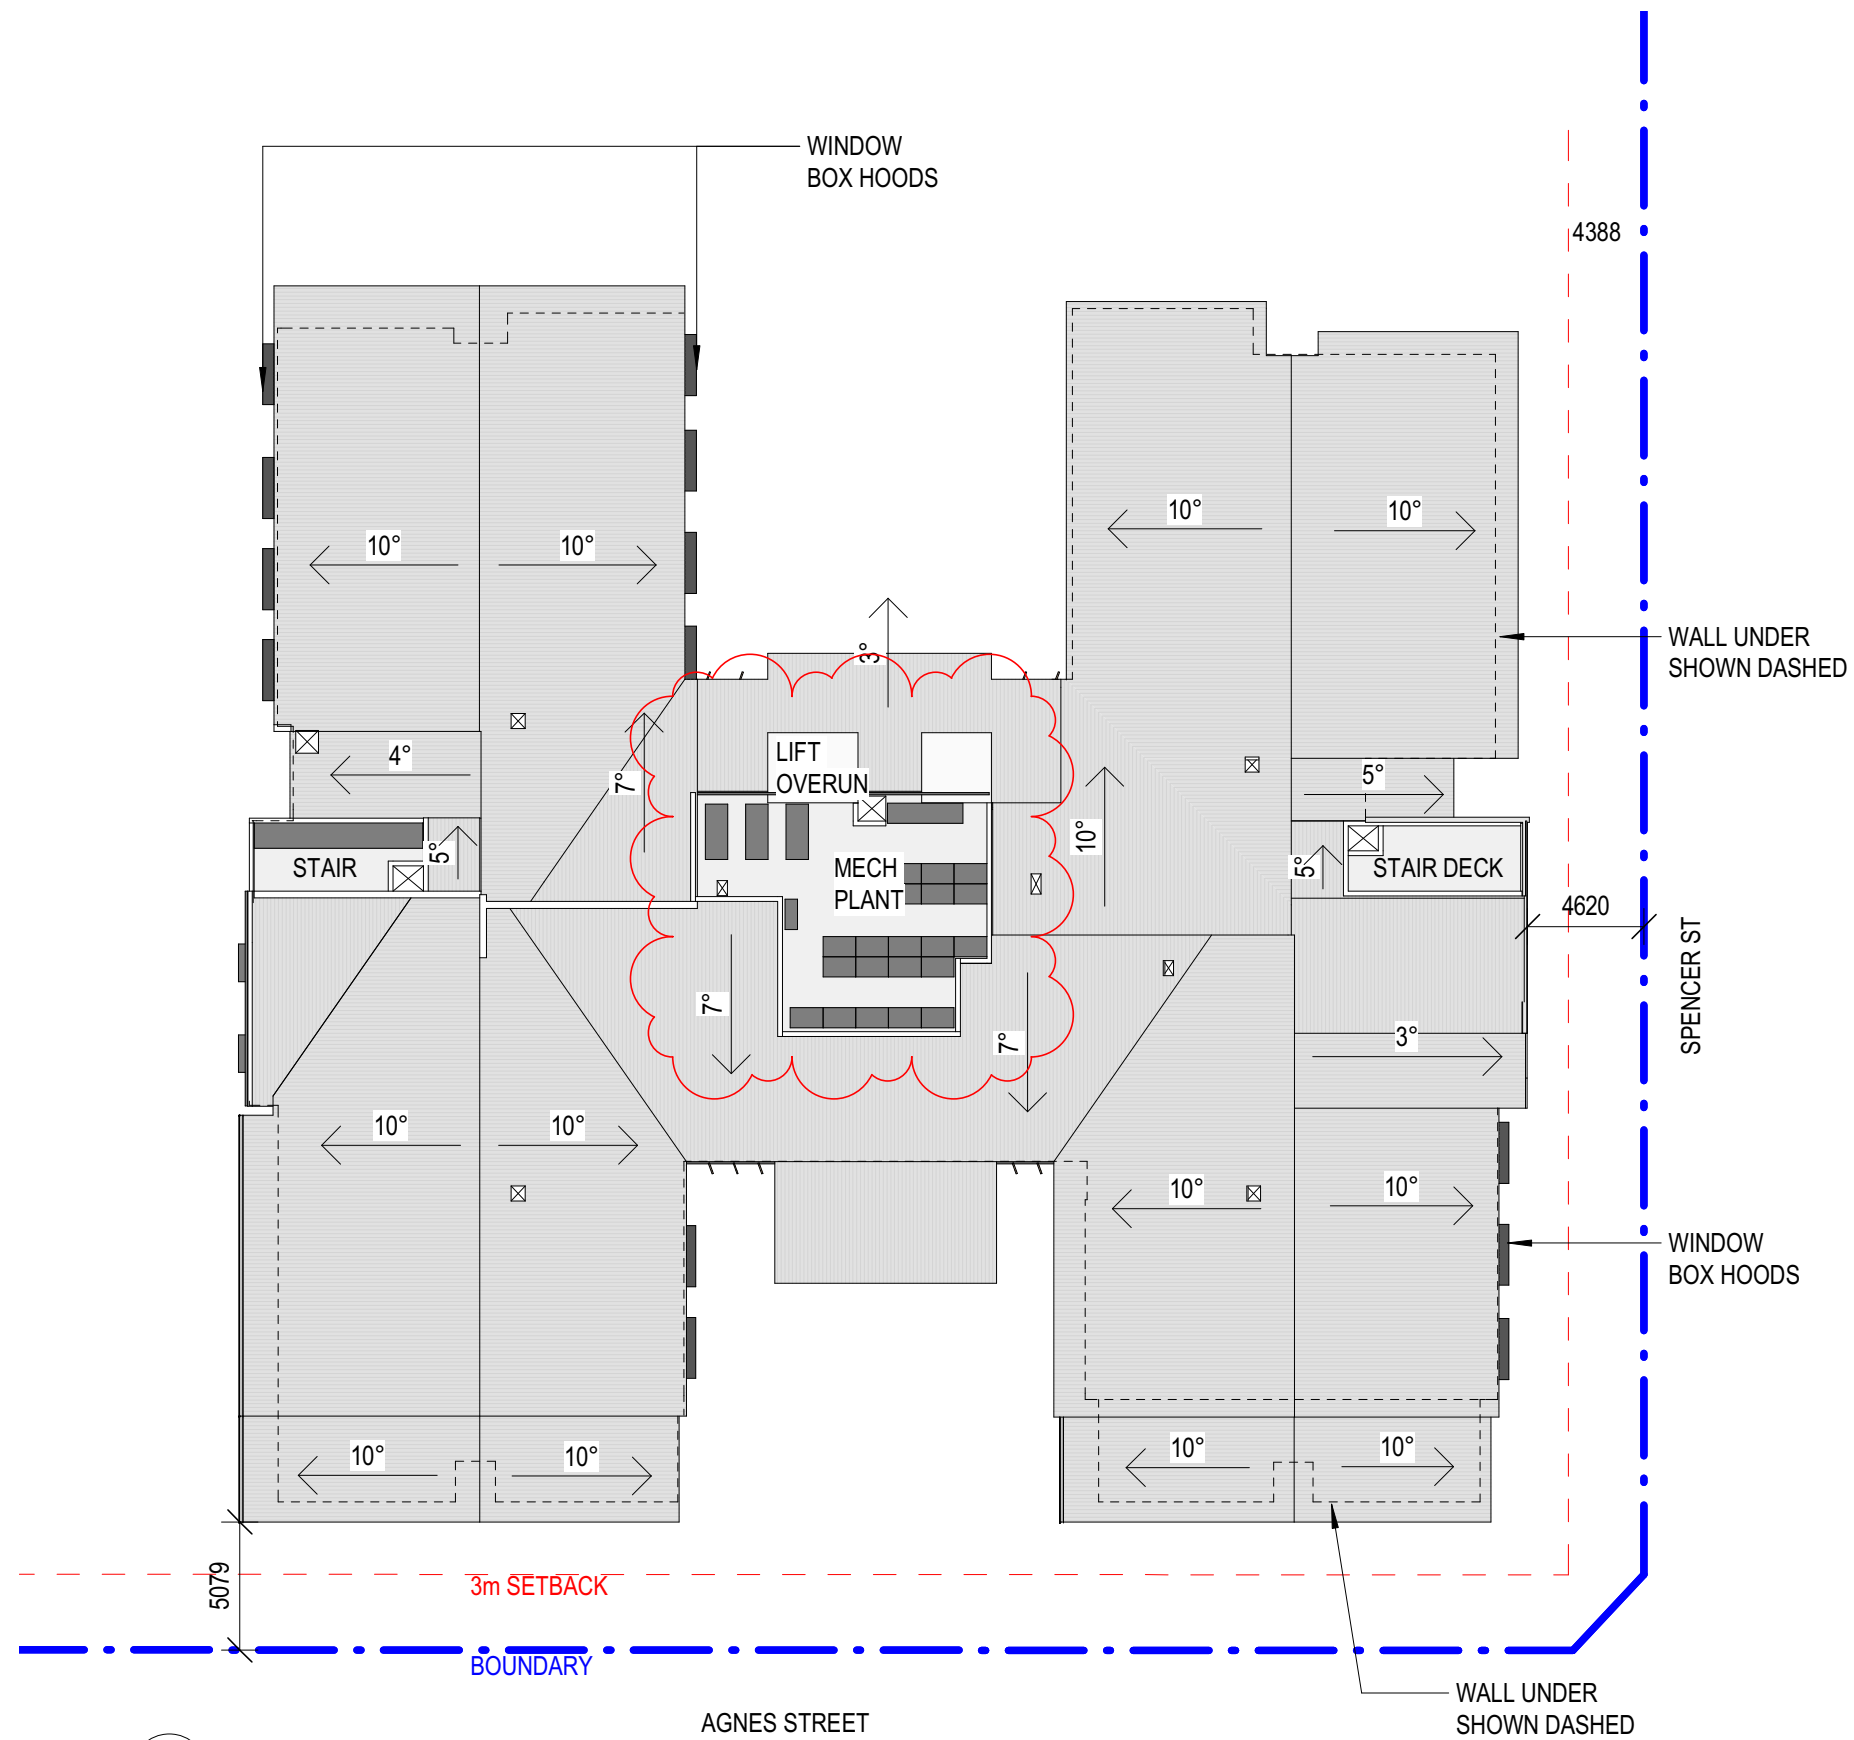 WINDOW
BOX HOODS
4388
10°
10°
10°
10°
WALL UNDER
SHOWN DASHED
3°
LIFT
OVERUN
4°
7°
5°
10°
STAIR
5°
MECH
PLANT
5°
STAIR DECK
4620
SPENCER ST
7°
7°
3°
10°
10°
10°
10°
WINDOW
BOX HOODS
10°
10°
10°
10°
5079
3m SETBACK
BOUNDARY
AGNES STREET
WALL UNDER
SHOWN DASHED